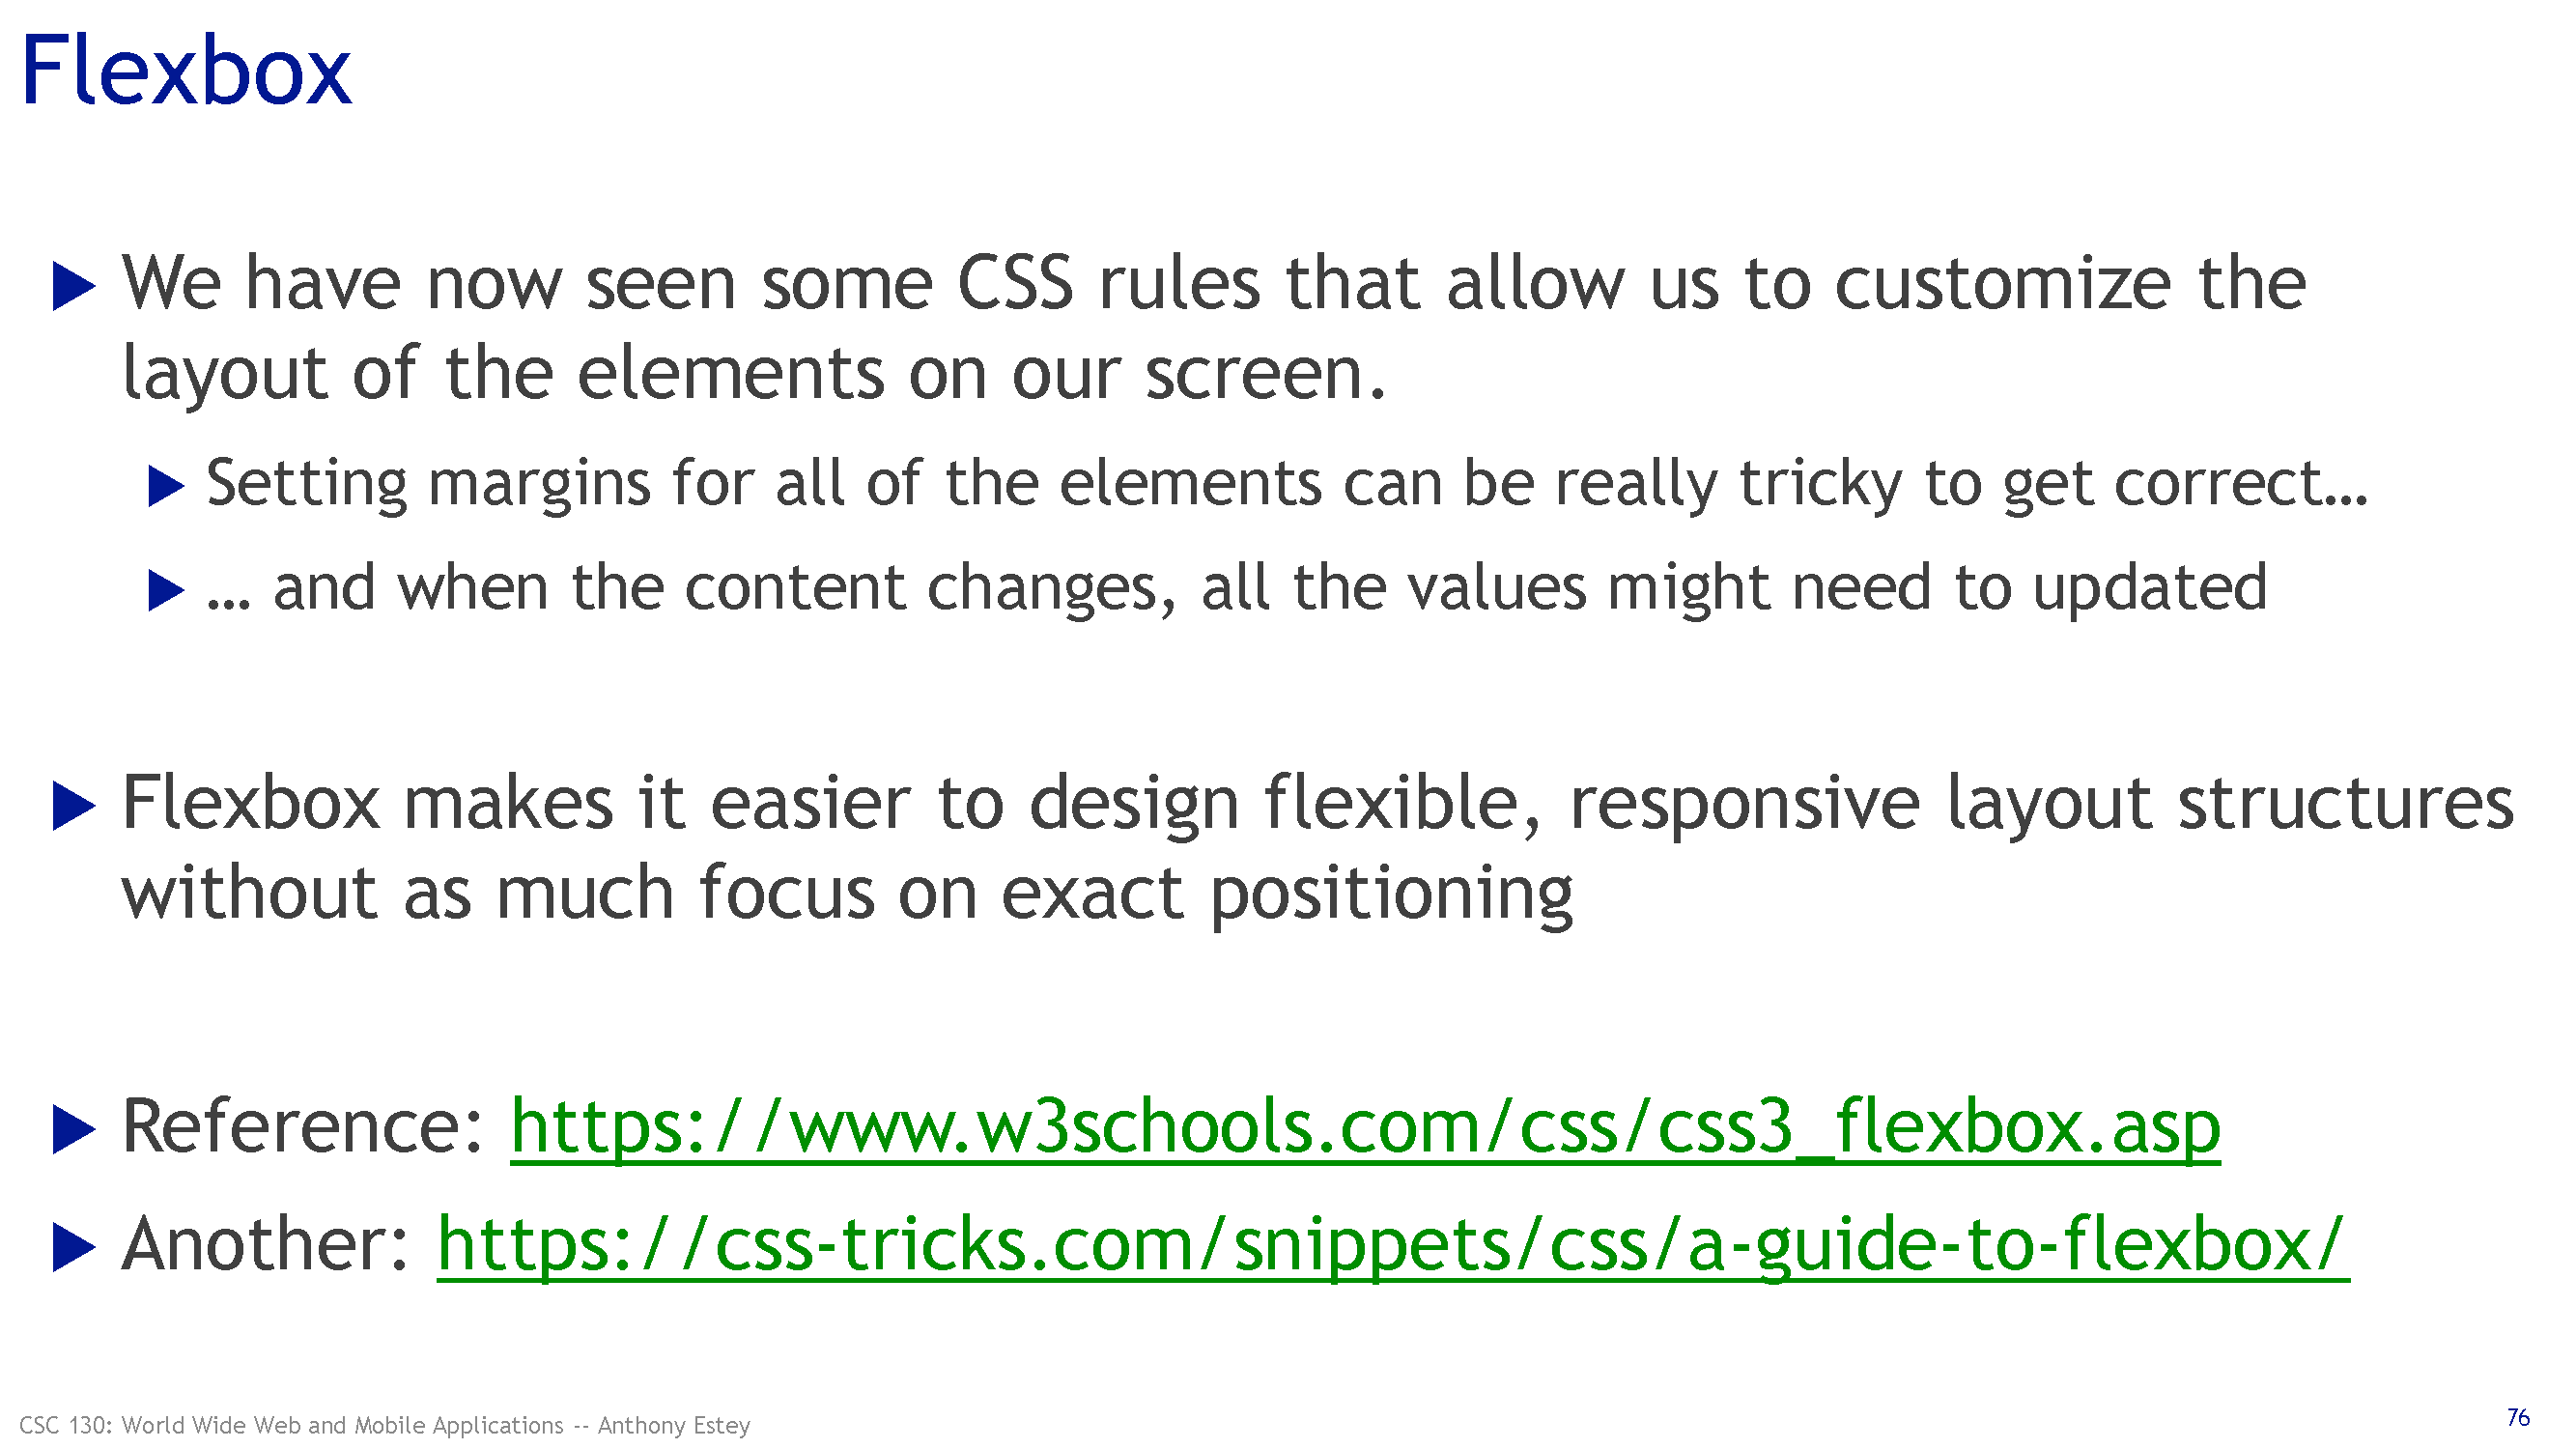 Flexbox
We have now seen some CSS rules that allow us to customize the
layout of the elements on our screen.
Setting margins for all of the elements can be really tricky to get correct…
… and when the content changes, all the values might need to updated
Flexbox makes it easier to design flexible, responsive layout structures
without as much focus on exact positioning
Reference: https://www.w3schools.com/css/css3_flexbox.asp
Another: https://css-tricks.com/snippets/css/a-guide-to-flexbox/
CSC 130: World Wide Web and Mobile Applications -- Anthony Estey
76